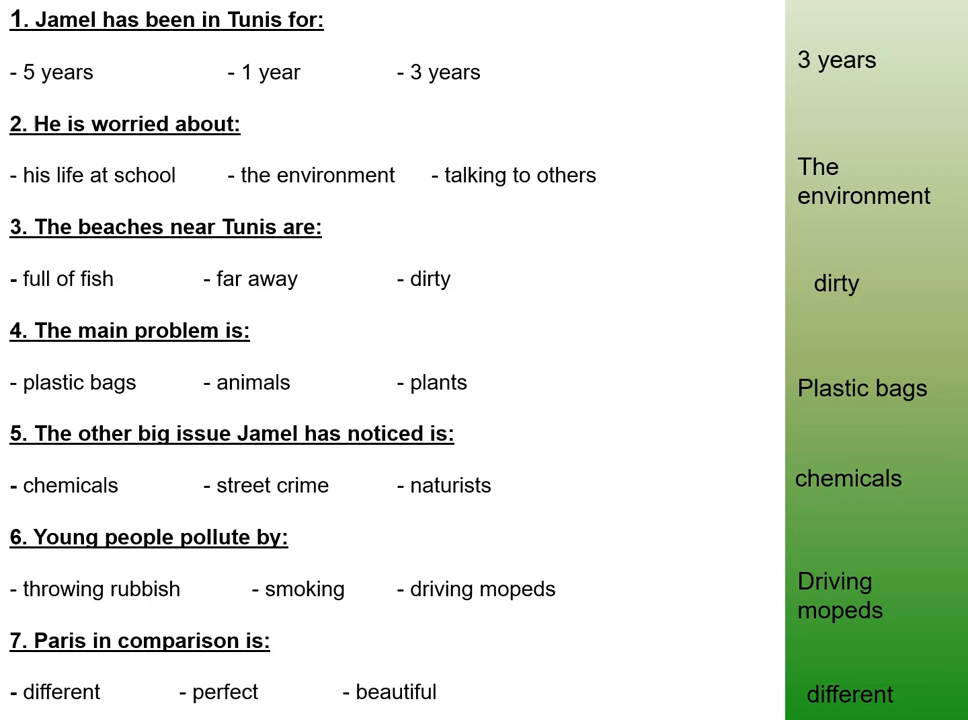 1. Jamel has been in Tunis for:
- 5 years - 1 year - 3 years
3 years
2. He is worried about:
- his life at school - the environment - talking to others
The
environment
3. The beaches near Tunis are:
- full of fish - far away - dirty
dirty
4. The main problem is:
- plastic bags - animals - plants
Plastic bags
5. The other big issue Jamel has noticed is:
- chemicals - street crime - naturists
chemicals
6. Young people pollute by:
- throwing rubbish - smoking - driving mopeds
Driving
mopeds
7. Paris in comparison is:
- different - perfect - beautiful
different